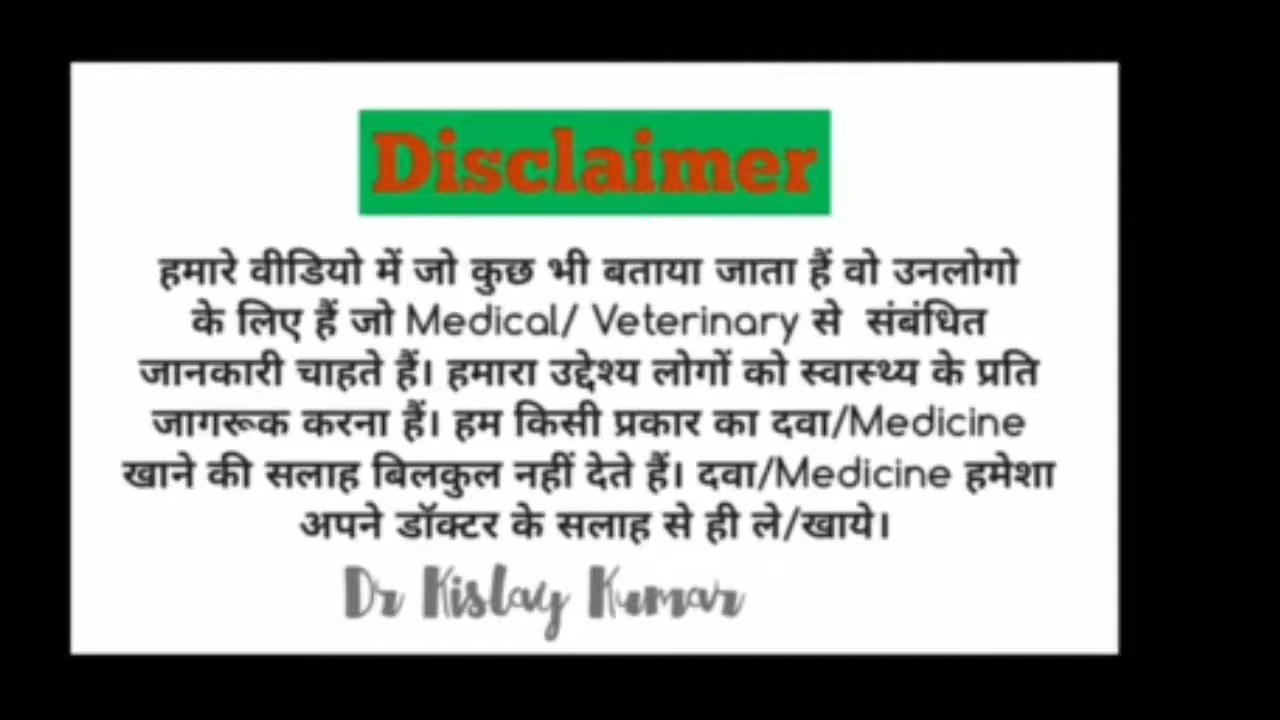 Disclaimer
हमारे वीडियो में जो कुछ भी बताया जाता हैं वो उनलोगो
के लिए हैं जो Medical/ Veterinary से संबंधित
जानकारी चाहते हैं। हमारा उद्देश्य लोगों को स्वास्थ्य के प्रति
जागरूक करना हैं। हम किसी प्रकार का दवा/Medicine
खाने की सलाह बिलकुल नहीं देते हैं। दवा/Medicine हमेशा
अपने डॉक्टर के सलाह से ही ले/खाये।
Dr Kislay Kumar